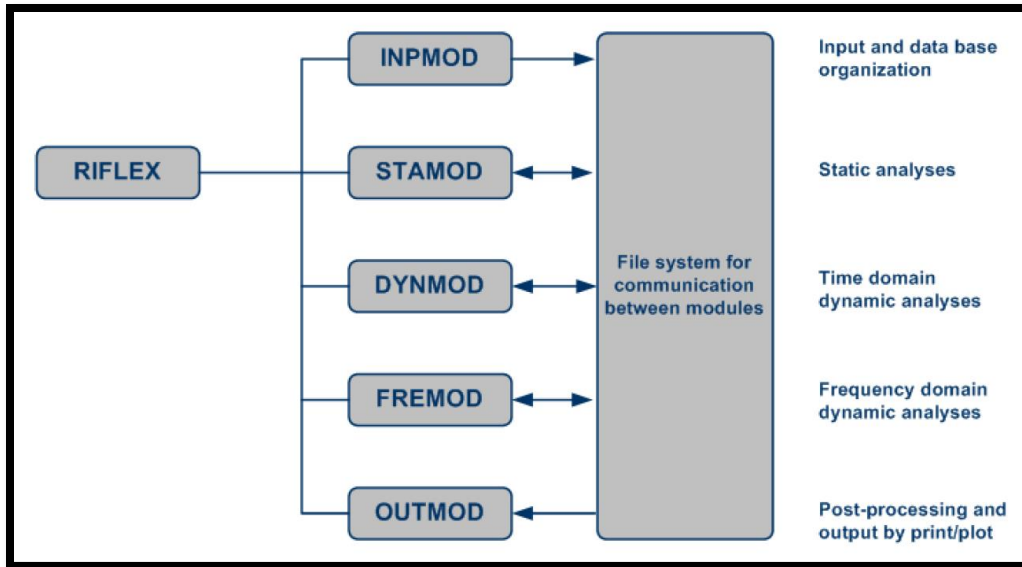 INPMOD
Input and data base
organization
RIFLEX
STAMOD
Static analyses
DYNMOD
File system for
communication
between modules
Time domain
dynamic analyses
FREMOD
Frequency domain
dynamic analyses
OUTMOD
Post-processing and
output by print/plot